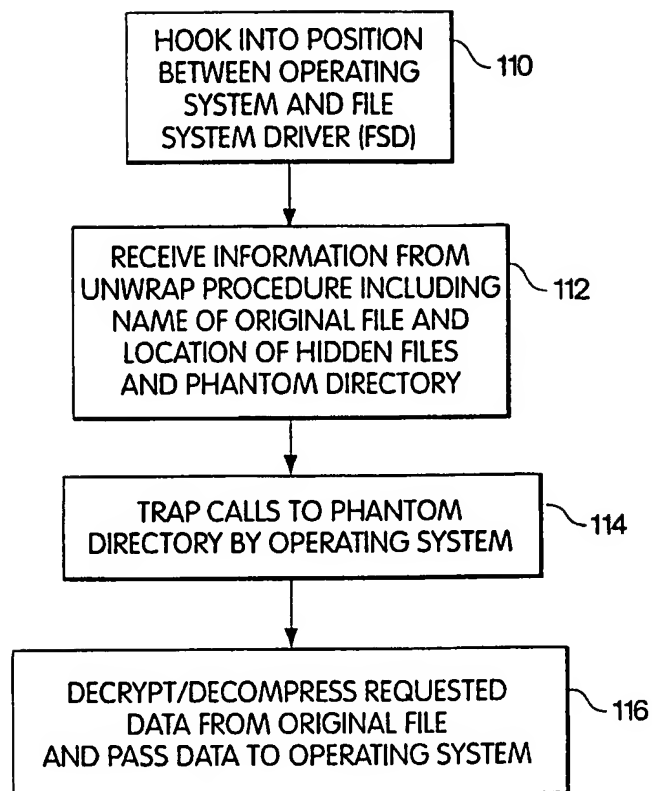 HOOK INTO POSITION
BETWEEN OPERATING
SYSTEM AND FILE
SYSTEM DRIVER (FSD)
110
RECEIVE INFORMATION FROM
UNWRAP PROCEDURE INCLUDING
NAME OF ORIGINAL FILE AND
LOCATION OF HIDDEN FILES
AND PHANTOM DIRECTORY
112
TRAP CALLS TO PHANTOM
DIRECTORY BY OPERATING SYSTEM
114
DECRYPT/DECOMPRESS REQUESTED
DATA FROM ORIGINAL FILE
AND PASS DATA TO OPERATING SYSTEM
116